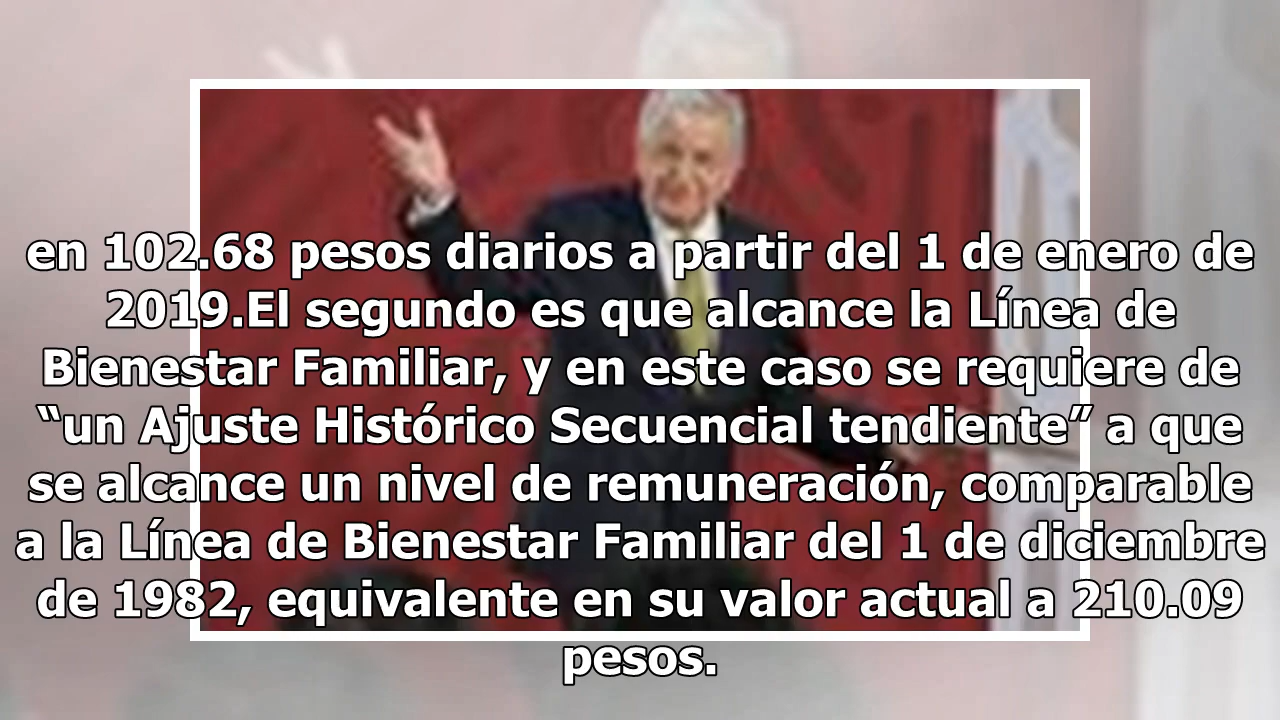 en 102.68 pesos diarios a partir del 1 de enero de
2019.El segundo es que alcance la Línea de
Bienestar Familiar, y en este caso se requiere de
“un Ajuste Histórico Secuencial tendiente” a que
se alcance un nivel de remuneración, comparable
a la Línea de Bienestar Familiar del 1 de diciembre
de 1982, equivalente en su valor actual a 210.09
pesos.